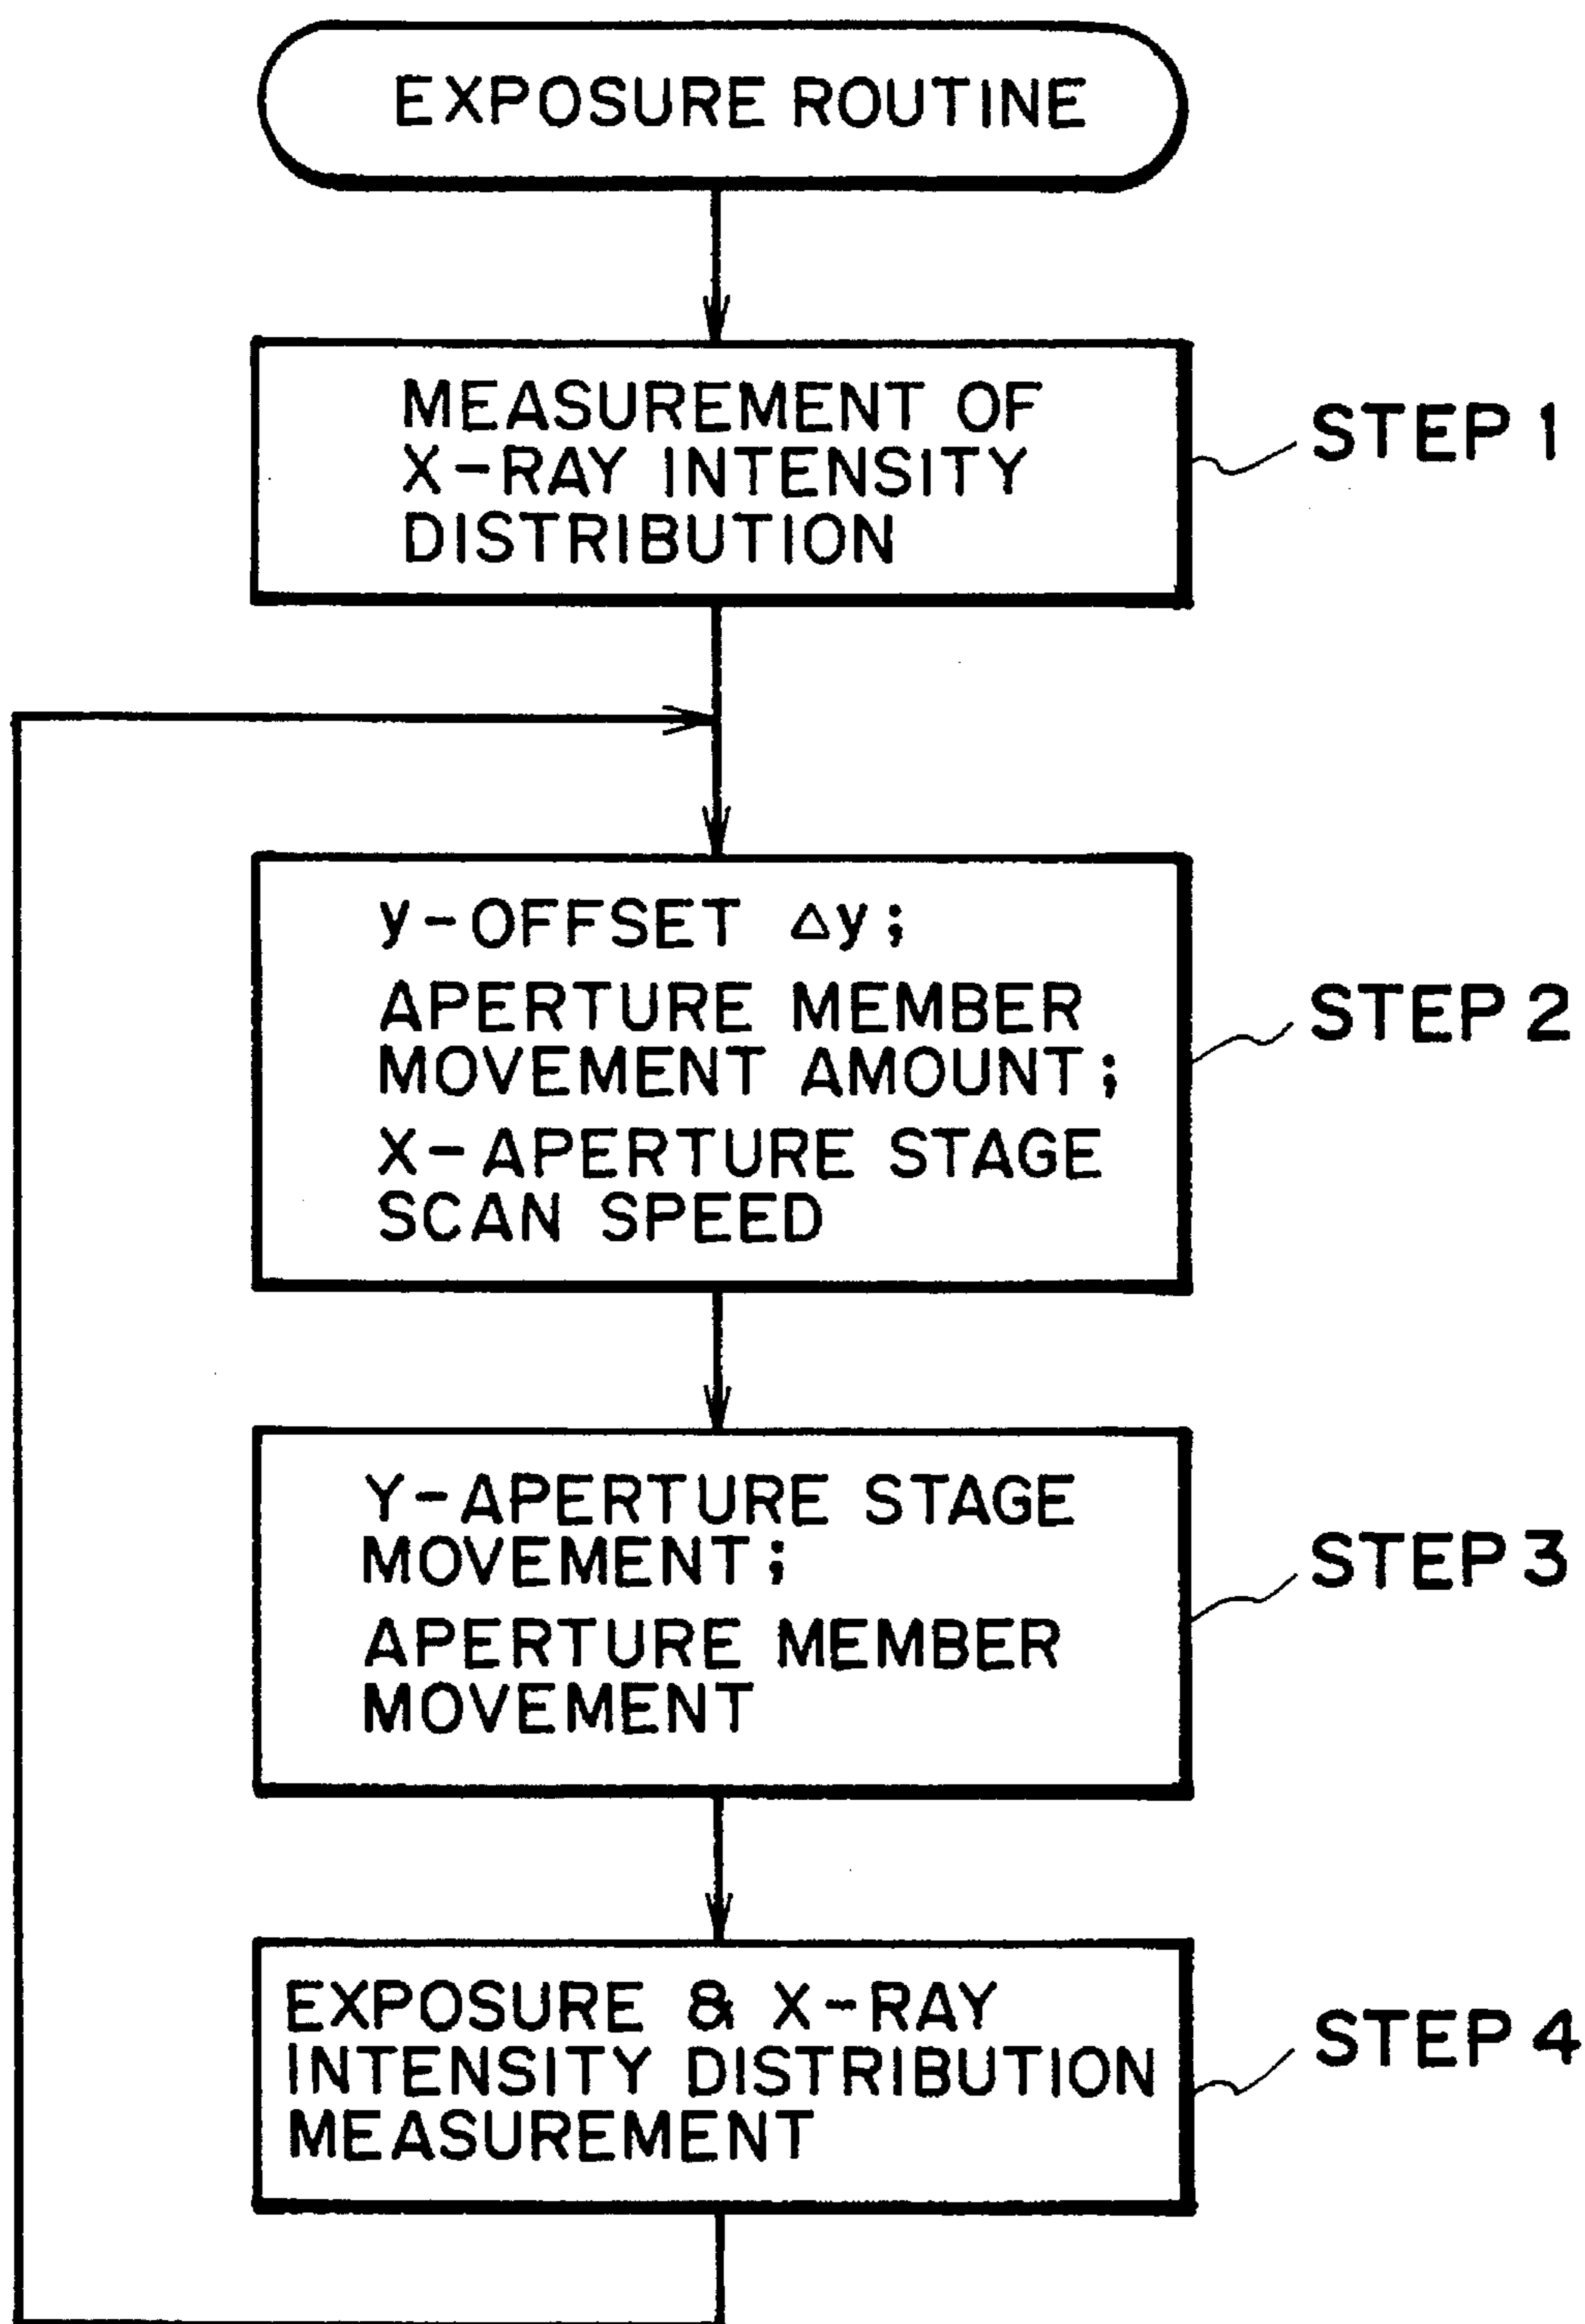 EXPOSURE ROUTINE
MEASUREMENT OF
X-RAY INTENSITY
DISTRIBUTION
STEP 1
y-OFFSET Δy;
APERTURE MEMBER
MOVEMENT AMOUNT;
X-APERTURE STAGE
SCAN SPEED
STEP 2
Y-APERTURE STAGE
MOVEMENT;
APERTURE MEMBER
MOVEMENT
STEP 3
EXPOSURE & X-RAY
INTENSITY DISTRIBUTION
MEASUREMENT
STEP 4